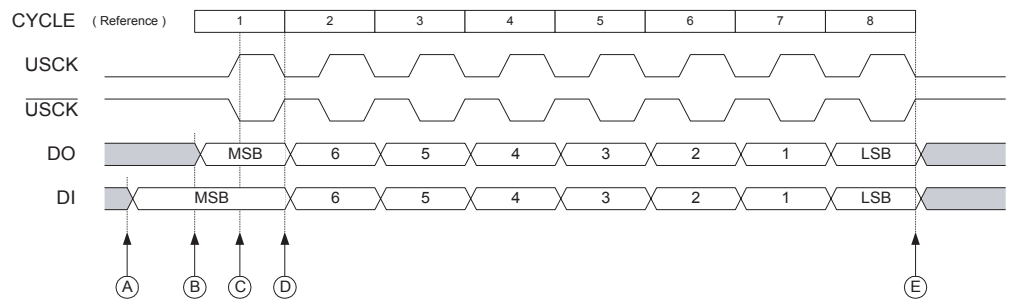 CYCLE ( Reference ) 1 2 3 4 5 6 7 8
USCK
USCK
DO MSB 6 5 4 3 2 1 LSB
DI MSB 6 5 4 3 2 1 LSB
A B C D E